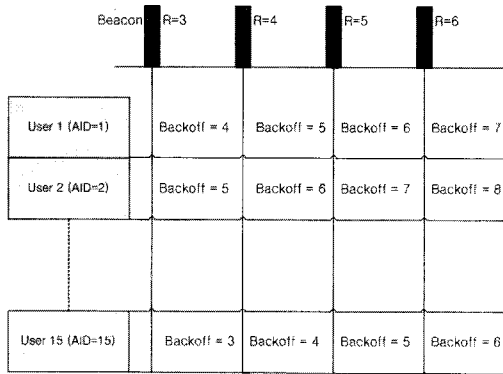 Beacon R=3 R=4 R=5 R=6
User 1 (AID=1) Backoff = 4 Backoff = 5 Backoff = 6 Backoff = 7
User 2 (AID=2) Backoff = 5 Backoff = 6 Backoff = 7 Backoff = 8
User 15 (AID=15) Backoff = 3 Backoff = 4 Backoff = 5 Backoff = 6